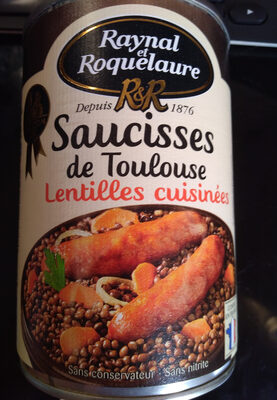 Raynal
et
Roquelaure
Depuis R&R 1876
Saucisses
de Toulouse
Lentilles cuisinées
Sans conservateur - Sans nitrite